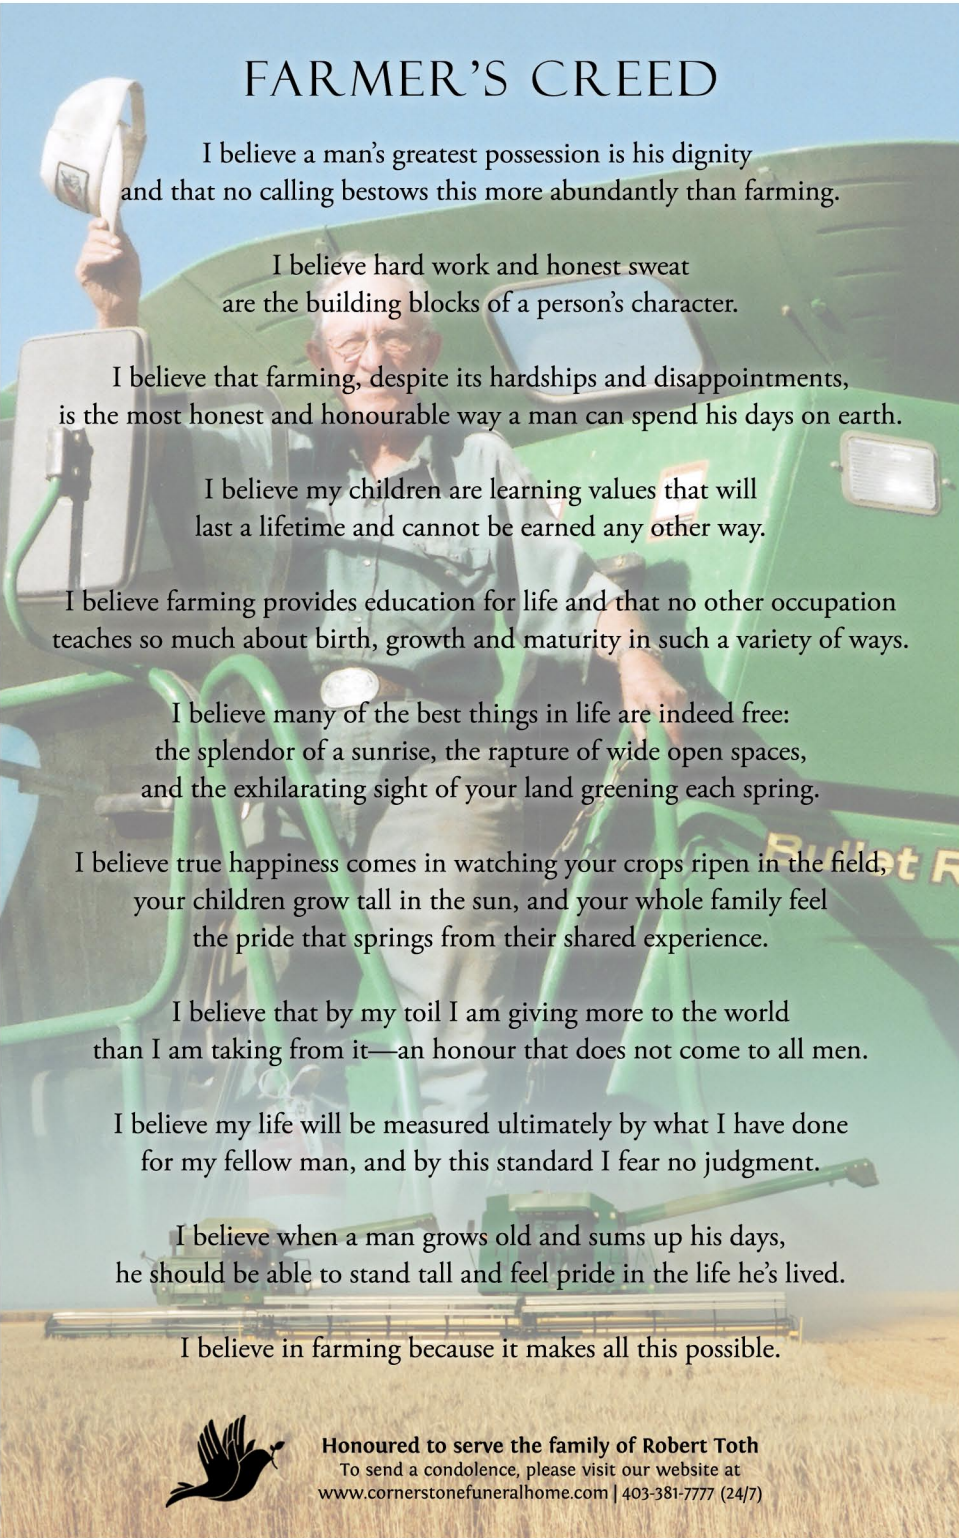 FARMER'S CREED
I believe a man's greatest possession is his dignity
and that no calling bestows this more abundantly than farming.
I believe hard work and honest sweat
are the building blocks of a person's character.
I believe that farming, despite its hardships and disappointments,
is the most honest and honourable way a man can spend his days on earth.
I believe my children are learning values that will
last a lifetime and cannot be earned any other way.
I believe farming provides education for life and that no other occupation
teaches so much about birth, growth and maturity in such a variety of ways.
I believe many of the best things in life are indeed free:
the splendor of a sunrise, the rapture of wide open spaces,
and the exhilarating sight of your land greening each spring.
Bullet R
I believe true happiness comes in watching your crops ripen in the field,
your children grow tall in the sun, and your whole family feel
the pride that springs from their shared experience.
I believe that by my toil I am giving more to the world
than I am taking from it—an honour that does not come to all men.
I believe my life will be measured ultimately by what I have done
for my fellow man, and by this standard I fear no judgment.
I believe when a man grows old and sums up his days,
he should be able to stand tall and feel pride in the life he's lived.
I believe in farming because it makes all this possible.
Honoured to serve the family of Robert Toth
To send a condolence, please visit our website at
www.cornerstonefuneralhome.com | 403-381-7777 (24/7)